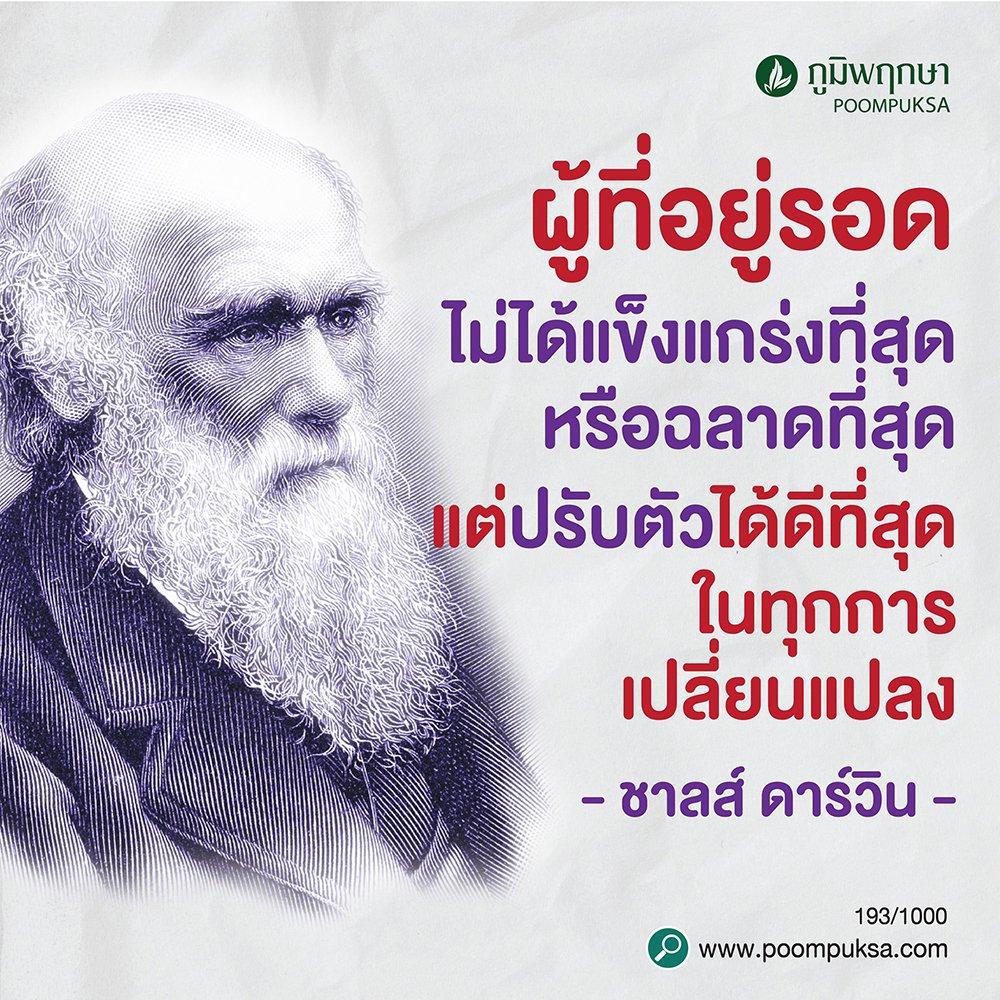 ภูมิพฤกษา
POOMPUKSA
ผู้ที่อยู่รอด
ไม่ได้แข็งแกร่งที่สุด
หรือฉลาดที่สุด
แต่ปรับตัวได้ดีที่สุด
ในทุกการ
เปลี่ยนแปลง
- ชาลส์ ดาร์วิน -
193/1000
www.poompuksa.com